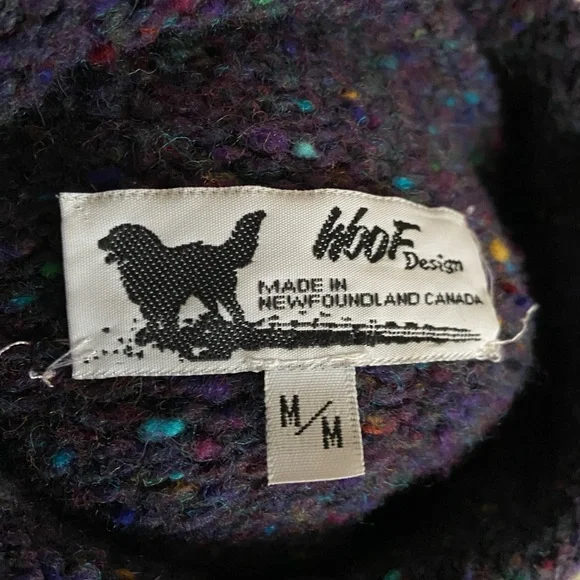 WOOF
Design
MADE IN
NEWFOUNDLAND CANADA
M/M